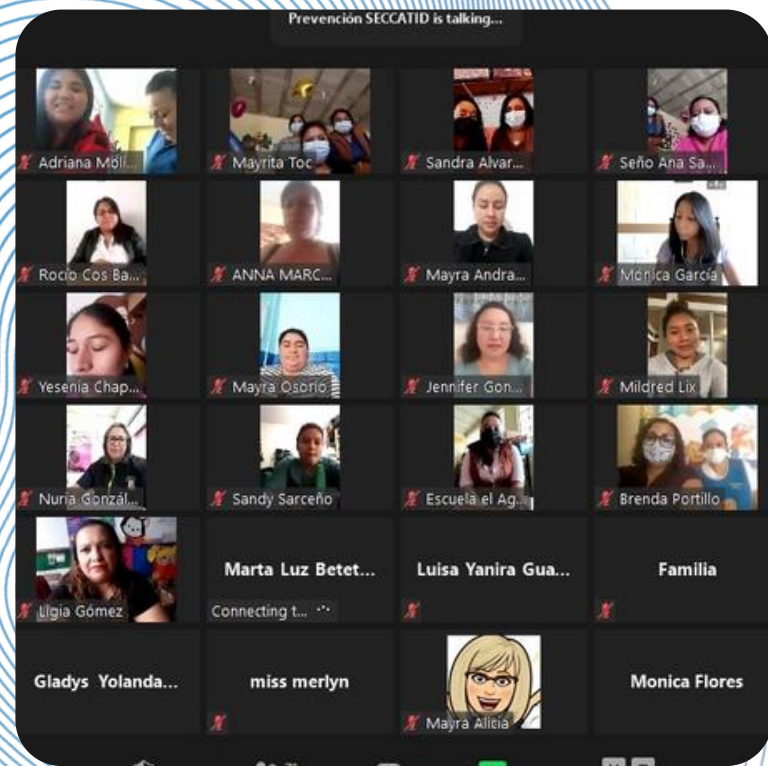 Prevención SECCATID is talking...
Adriana Molí...
Mayrita Toc
Sandra Alvar...
Seño Ana Sa...
Rocío Cos Ba...
ANNA MARC...
Mayra Andra...
Mónica García
Yesenia Chap...
Mayra Osorio
Jennifer Gon...
Mildred Lix
Nuria Gonzál...
Sandy Sarceño
Escuela el Ag...
Brenda Portillo
Ligia Gómez
Marta Luz Betet...
Connecting t...
Luisa Yanira Gua...
Familia
Gladys Yolanda...
miss merlyn
Mayra Alicia
Monica Flores